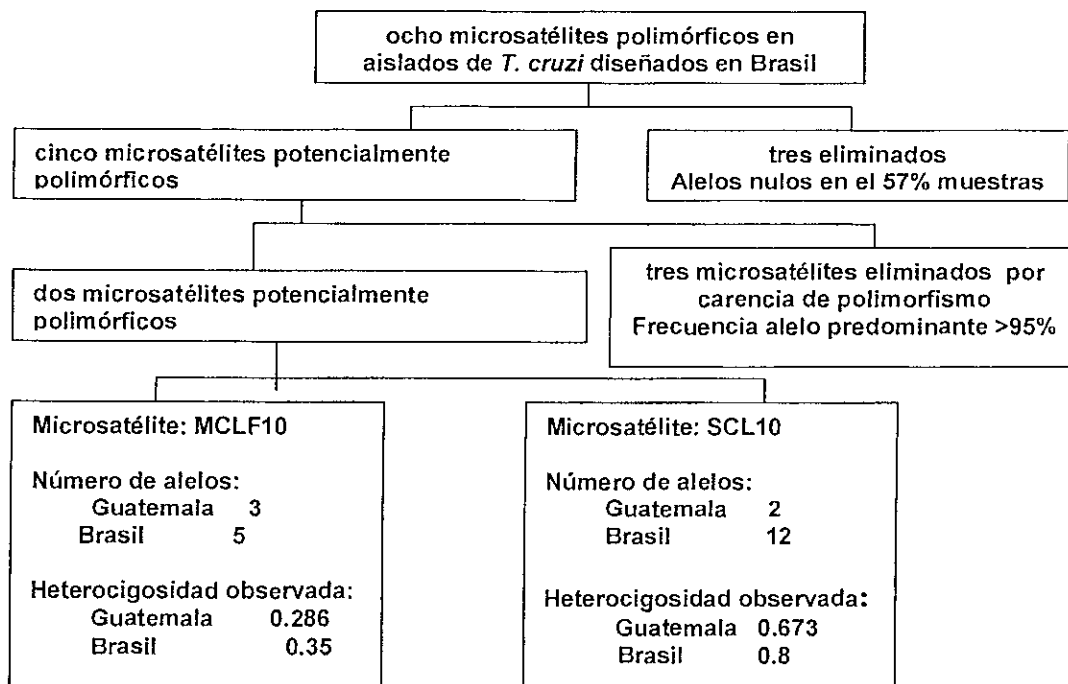 ocho microsatélites polimórficos en
aislados de T. cruzi diseñados en Brasil
cinco microsatélites potencialmente
polimórficos
tres eliminados
Alelos nulos en el 57% muestras
dos microsatélites potencialmente
polimórficos
tres microsatélites eliminados por
carencia de polimorfismo
Frecuencia alelo predominante >95%
Microsatélite: MCLF10
Número de alelos:
Guatemala 3
Brasil 5
Heterocigosidad observada:
Guatemala 0.286
Brasil 0.35
Microsatélite: SCL10
Número de alelos:
Guatemala 2
Brasil 12
Heterocigosidad observada:
Guatemala 0.673
Brasil 0.8